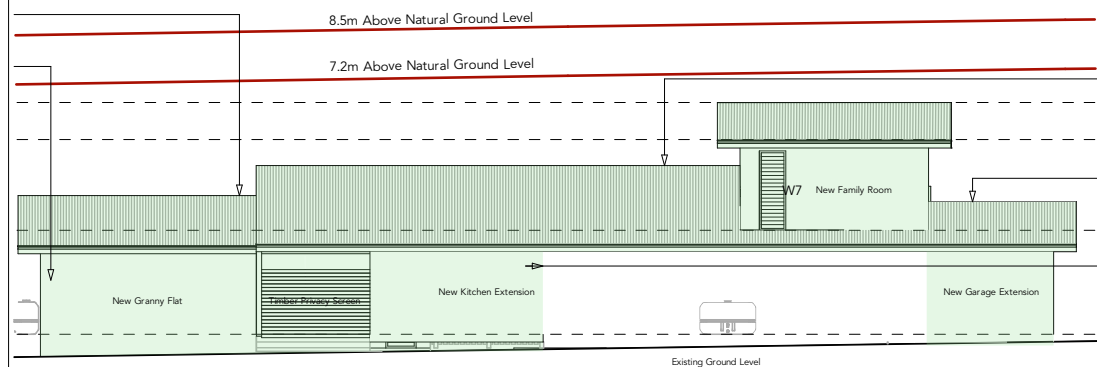 8.5m Above Natural Ground Level
7.2m Above Natural Ground Level
W7
New Family Room
New Granny Flat
Timber Privacy Screen
New Kitchen Extension
New Garage Extension
Existing Ground Level